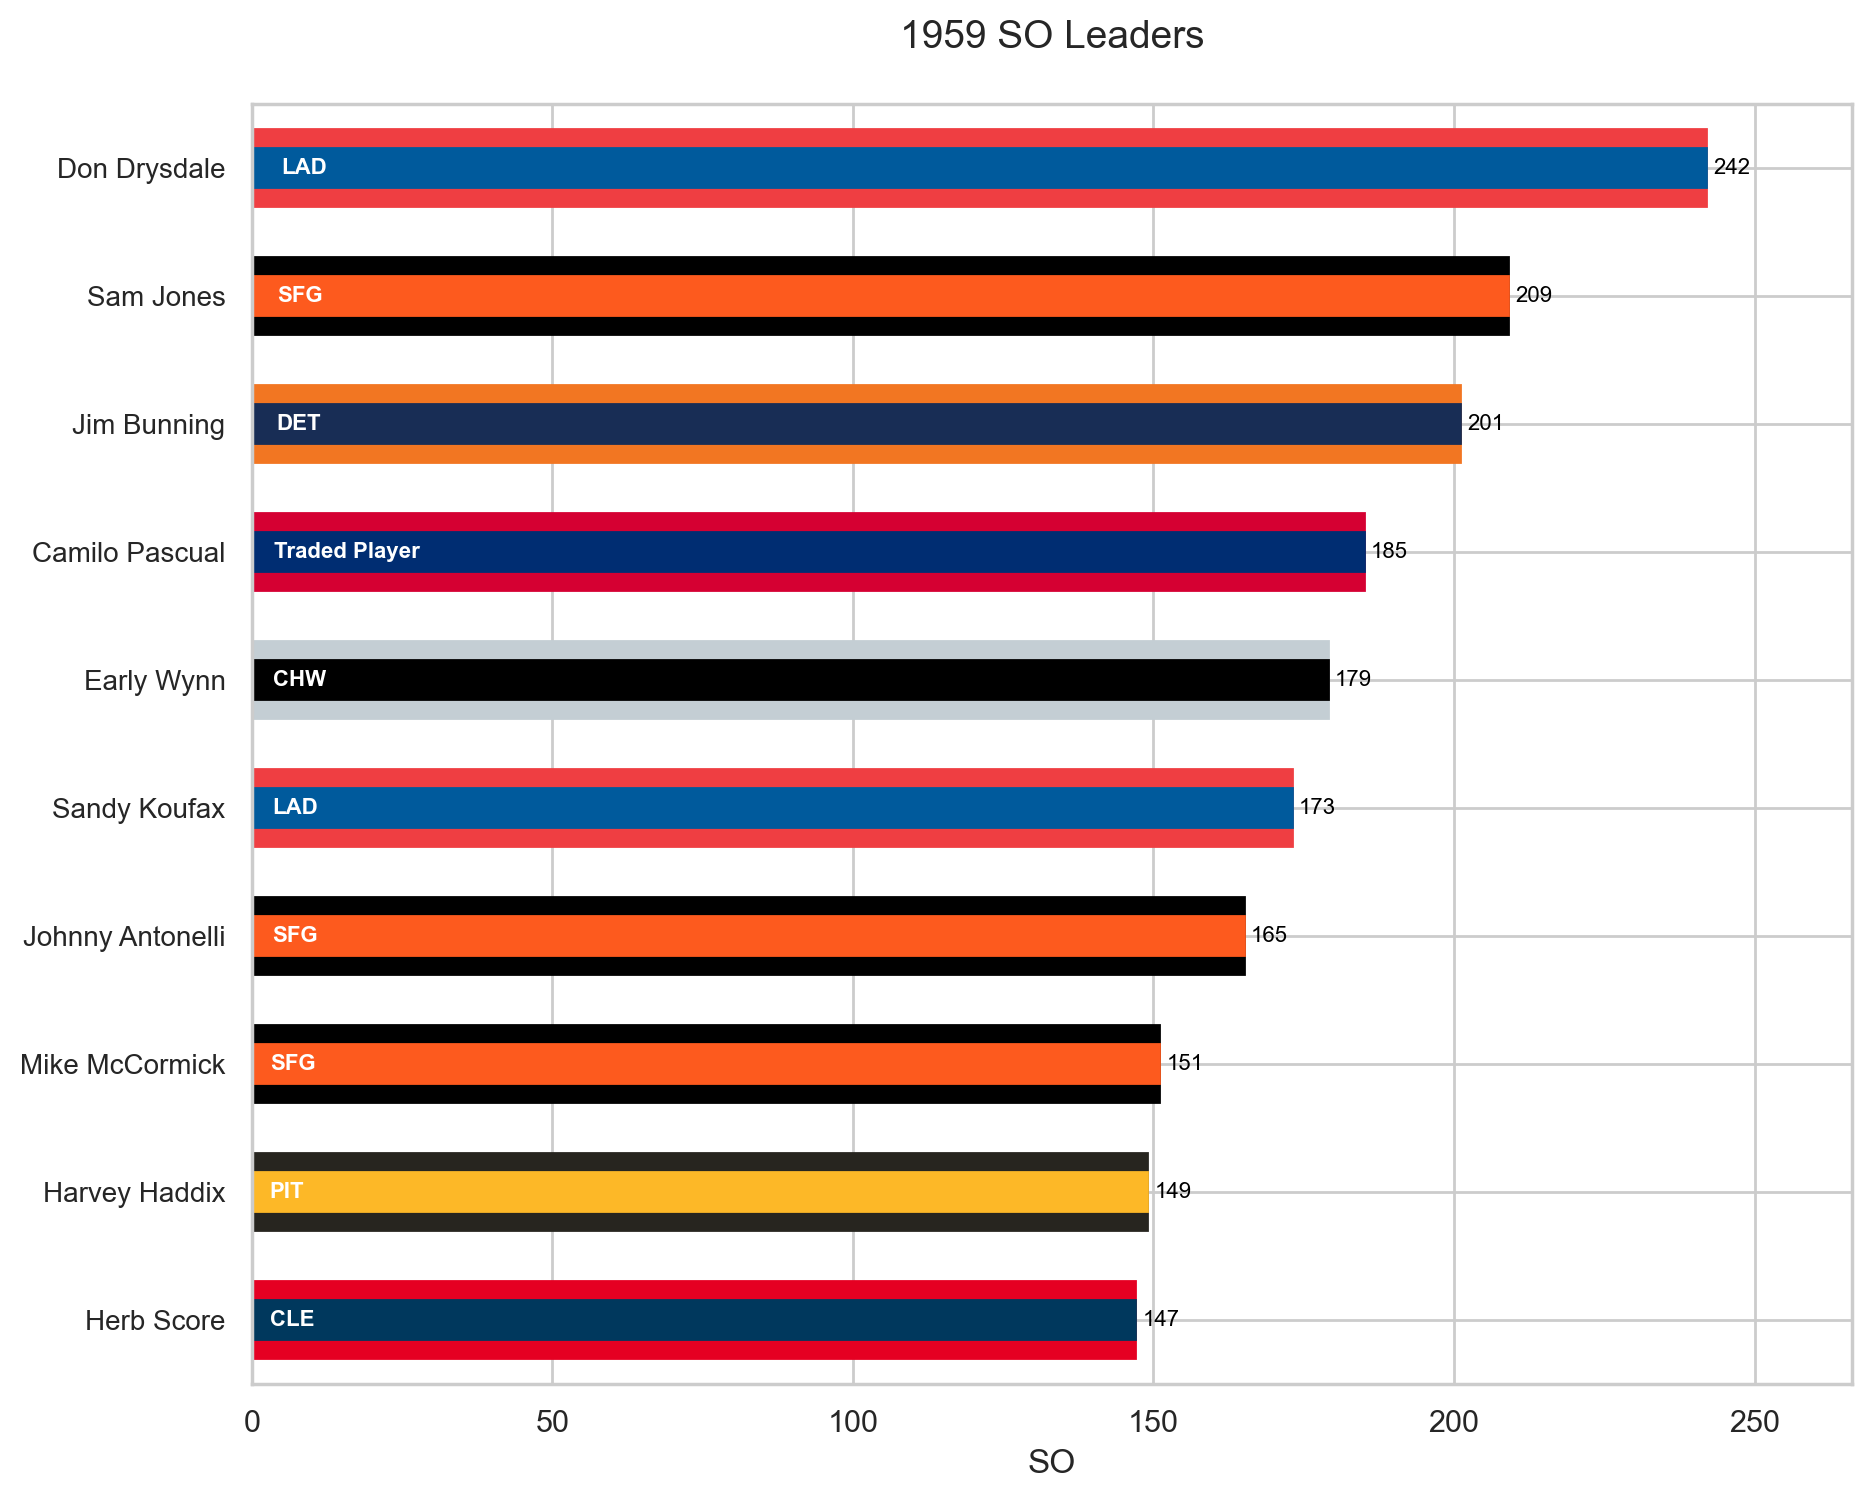 1959 SO Leaders
Don Drysdale LAD 242
Sam Jones SFG 209
Jim Bunning DET 201
Camilo Pascual Traded Player 185
Early Wynn CHW 179
Sandy Koufax LAD 173
Johnny Antonelli SFG 165
Mike McCormick SFG 151
Harvey Haddix PIT 149
Herb Score CLE 147
0 50 100 150 200 250
SO